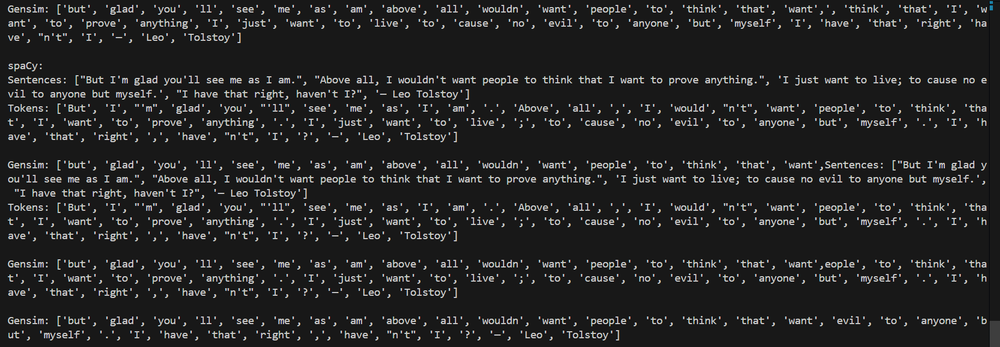 Gensim: ['but', 'glad', 'you', 'll', 'see', 'me', 'as', 'am', 'above', 'all', 'wouldn', 'want', 'people', 'to', 'think', 'that', 'want',', 'think', 'that', 'I', 'w
ant', 'to', 'prove', 'anything', 'I', 'just', 'want', 'to', 'live', 'to', 'cause', 'no', 'evil', 'to', 'anyone', 'but', 'myself', 'I', 'have', 'that', 'right', 'ha
ve', "n't", 'I', '—', 'Leo', 'Tolstoy']
spaCy:
Sentences: ["But I'm glad you'll see me as I am.", "Above all, I wouldn't want people to think that I want to prove anything.", 'I just want to live; to cause no e
vil to anyone but myself.', "I have that right, haven't I?", '— Leo Tolstoy']
Tokens: ['But', 'I', "'m", 'glad', 'you', "'ll", 'see', 'me', 'as', 'I', 'am', '.', 'Above', 'all', ',', 'I', 'would', "n't", 'want', 'people', 'to', 'think', 'tha
t', 'I', 'want', 'to', 'prove', 'anything', '.', 'I', 'just', 'want', 'to', 'live', ';', 'to', 'cause', 'no', 'evil', 'to', 'anyone', 'but', 'myself', '.', 'I', 'h
ave', 'that', 'right', ',', 'have', "n't", 'I', '?', '—', 'Leo', 'Tolstoy']
Gensim: ['but', 'glad', 'you', 'll', 'see', 'me', 'as', 'am', 'above', 'all', 'wouldn', 'want', 'people', 'to', 'think', 'that', 'want',Sentences: ["But I'm glad y
ou'll see me as I am.", "Above all, I wouldn't want people to think that I want to prove anything.", 'I just want to live; to cause no evil to anyone but myself.',
"I have that right, haven't I?", '— Leo Tolstoy']
Tokens: ['But', 'I', "'m", 'glad', 'you', "'ll", 'see', 'me', 'as', 'I', 'am', '.', 'Above', 'all', ',', 'I', 'would', "n't", 'want', 'people', 'to', 'think', 'tha
t', 'I', 'want', 'to', 'prove', 'anything', '.', 'I', 'just', 'want', 'to', 'live', ';', 'to', 'cause', 'no', 'evil', 'to', 'anyone', 'but', 'myself', '.', 'I', 'h
ave', 'that', 'right', ',', 'have', "n't", 'I', '?', '—', 'Leo', 'Tolstoy']
Gensim: ['but', 'glad', 'you', 'll', 'see', 'me', 'as', 'am', 'above', 'all', 'wouldn', 'want', 'people', 'to', 'think', 'that', 'want',eople', 'to', 'think', 'tha
t', 'I', 'want', 'to', 'prove', 'anything', '.', 'I', 'just', 'want', 'to', 'live', ';', 'to', 'cause', 'no', 'evil', 'to', 'anyone', 'but', 'myself', '.', 'I', 'h
ave', 'that', 'right', ',', 'have', "n't", 'I', '?', '—', 'Leo', 'Tolstoy']
Gensim: ['but', 'glad', 'you', 'll', 'see', 'me', 'as', 'am', 'above', 'all', 'wouldn', 'want', 'people', 'to', 'think', 'that', 'want', 'evil', 'to', 'anyone', 'b
ut', 'myself', '.', 'I', 'have', 'that', 'right', ',', 'have', "n't", 'I', '?', '—', 'Leo', 'Tolstoy']